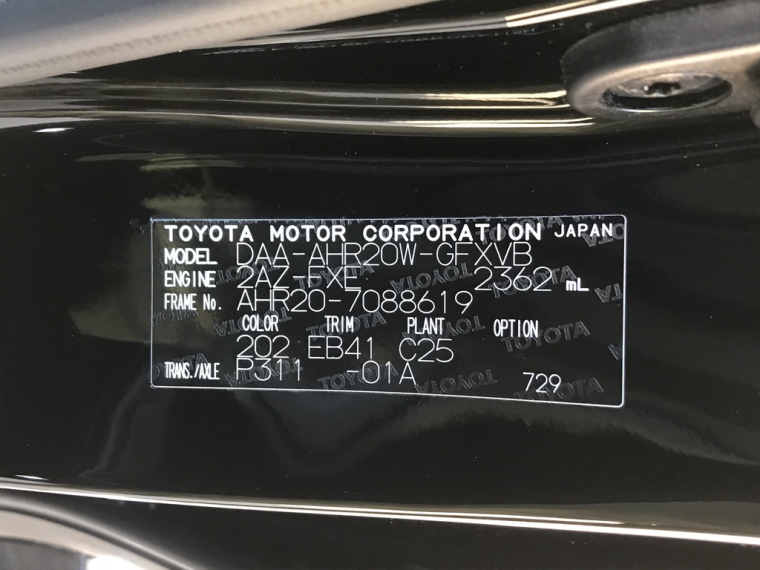 TOYOTA MOTOR CORPORATION JAPAN
MODEL DAA-AHR20W-GFXVB
ENGINE 2AZ-FXE 2362 mL
FRAME No. AHR20-7088619
COLOR TRIM PLANT OPTION
202 EB41 C25
TRANS./AXLE P311 -01A 729